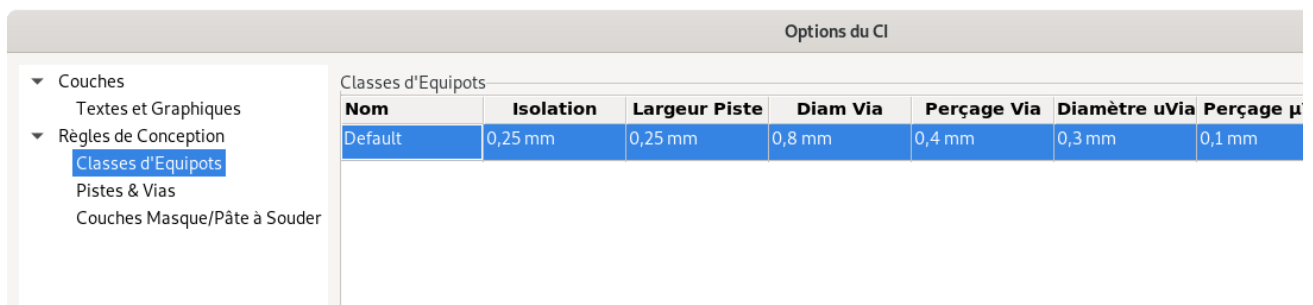 Options du CI
Couches
Textes et Graphiques
Règles de Conception
Classes d'Equipots
Pistes & Vias
Couches Masque/Pâte à Souder
Classes d'Equipots
Nom Isolation Largeur Piste Diam Via Perçage Via Diamètre uVia Perçage
Default 0,25 mm 0,25 mm 0,8 mm 0,4 mm 0,3 mm 0,1 mm